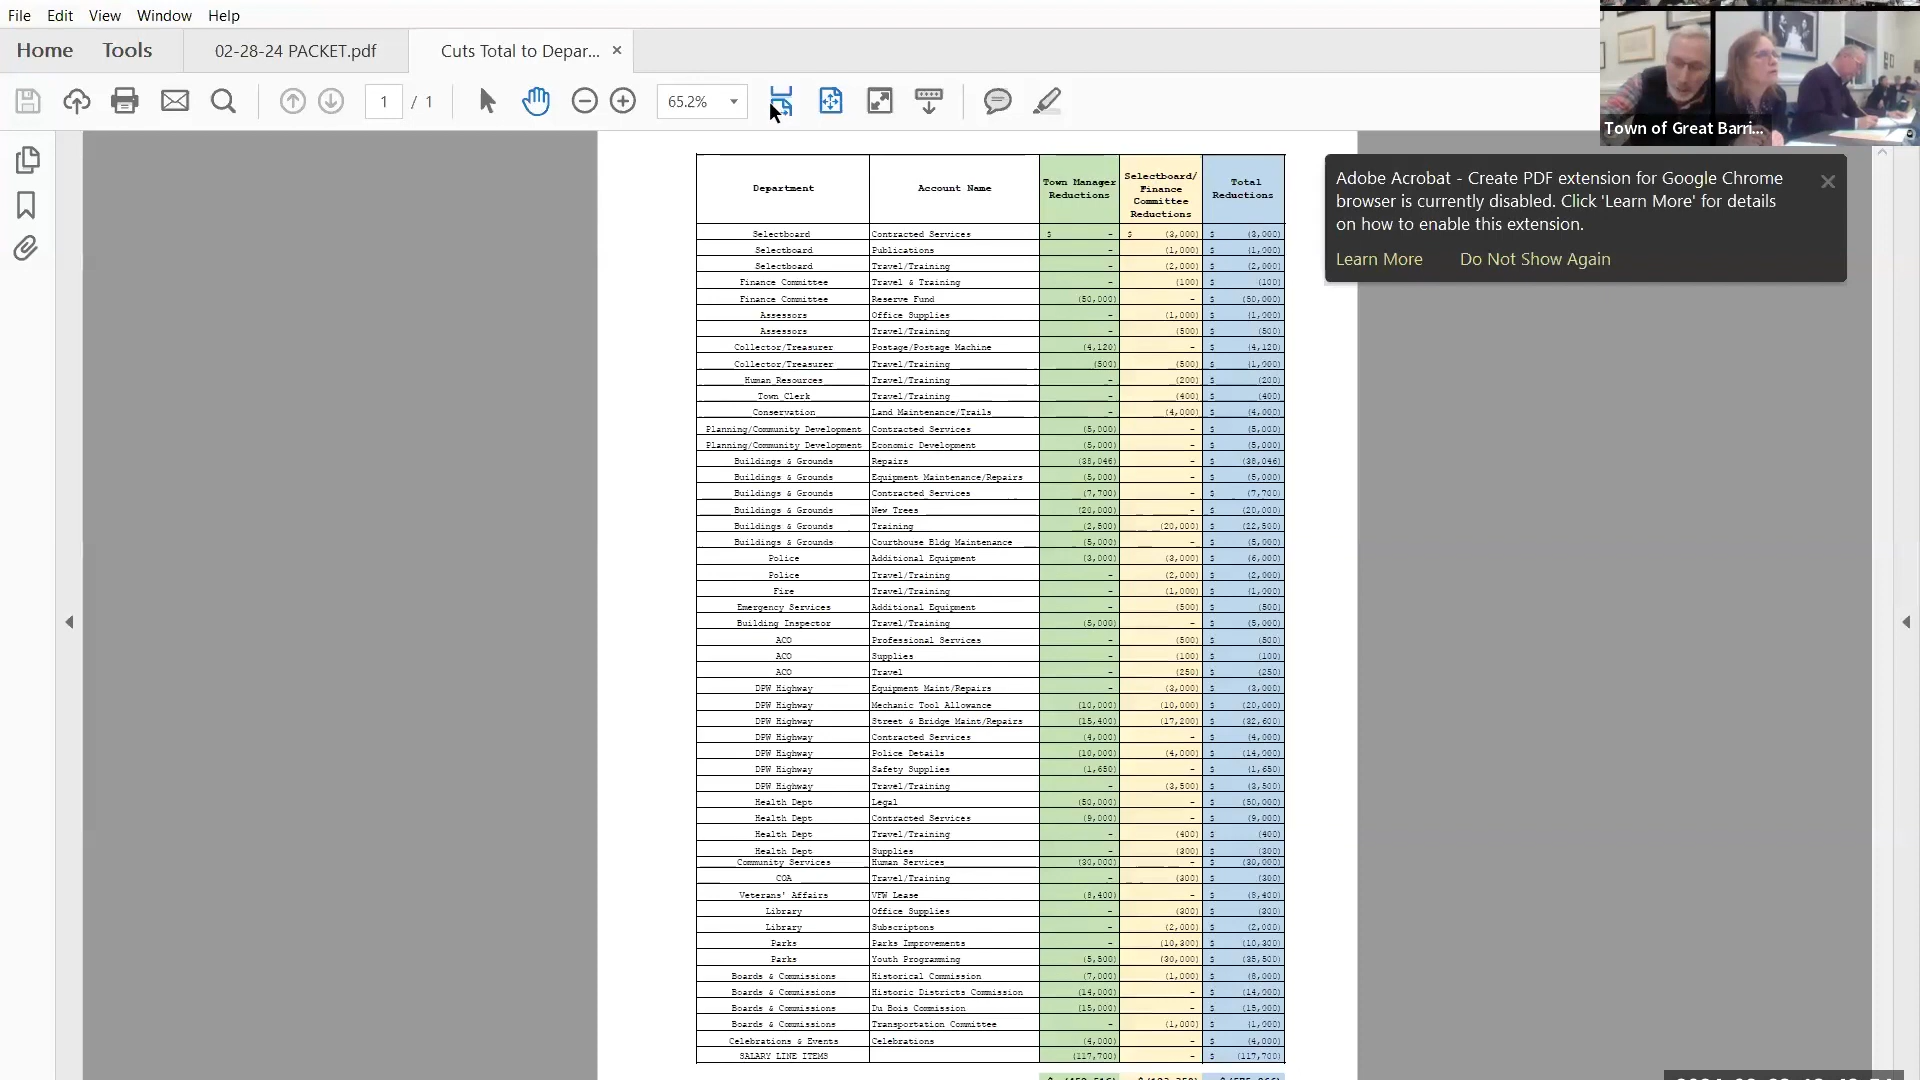 File Edit View Window Help
Home Tools 02-28-24 PACKET.pdf Cuts Total to Depar... ×
1 / 1 65.2%
Town of Great Barri...
Adobe Acrobat - Create PDF extension for Google Chrome
browser is currently disabled. Click 'Learn More' for details
on how to enable this extension.
Learn More Do Not Show Again
Department Account Name Town Manager Reductions Selectboard/ Finance Committee Reductions Total Reductions
Selectboard Contracted Services $ - $ (3,000) $ (3,000)
Selectboard Publications - (1,000) $ (1,000)
Selectboard Travel/Training - (2,000) $ (2,000)
Finance Committee Travel & Training - (100) $ (100)
Finance Committee Reserve Fund (50,000) - $ (50,000)
Assessors Office Supplies - (1,000) $ (1,000)
Assessors Travel/Training - (500) $ (500)
Collector/Treasurer Postage/Postage Machine (4,120) - $ (4,120)
Collector/Treasurer Travel/Training (500) (500) $ (1,000)
Human Resources Travel/Training - (200) $ (200)
Town Clerk Travel/Training - (400) $ (400)
Conservation Land Maintenance/Trails - (4,000) $ (4,000)
Planning/Community Development Contracted Services (5,000) - $ (5,000)
Planning/Community Development Economic Development (5,000) - $ (5,000)
Buildings & Grounds Repairs (38,046) - $ (38,046)
Buildings & Grounds Equipment Maintenance/Repairs (5,000) - $ (5,000)
Buildings & Grounds Contracted Services (7,700) - $ (7,700)
Buildings & Grounds New Trees (20,000) - $ (20,000)
Buildings & Grounds Training (2,500) (20,000) $ (22,500)
Buildings & Grounds Courthouse Bldg Maintenance (5,000) - $ (5,000)
Police Additional Equipment (3,000) (3,000) $ (6,000)
Police Travel/Training - (2,000) $ (2,000)
Fire Travel/Training - (1,000) $ (1,000)
Emergency Services Additional Equipment - (500) $ (500)
Building Inspector Travel/Training (5,000) - $ (5,000)
ACO Professional Services - (500) $ (500)
ACO Supplies - (100) $ (100)
ACO Travel - (250) $ (250)
DPW Highway Equipment Maint/Repairs - (3,000) $ (3,000)
DPW Highway Mechanic Tool Allowance (10,000) (10,000) $ (20,000)
DPW Highway Street & Bridge Maint/Repairs (15,400) (17,200) $ (32,600)
DPW Highway Contracted Services (4,000) - $ (4,000)
DPW Highway Police Details (10,000) (4,000) $ (14,000)
DPW Highway Safety Supplies (1,650) - $ (1,650)
DPW Highway Travel/Training - (3,500) $ (3,500)
Health Dept Legal (50,000) - $ (50,000)
Health Dept Contracted Services (9,000) - $ (9,000)
Health Dept Travel/Training - (400) $ (400)
Health Dept Supplies - (300) $ (300)
Community Services Human Services (30,000) - $ (30,000)
COA Travel/Training - (300) $ (300)
Veterans' Affairs VFW Lease (8,400) - $ (8,400)
Library Office Supplies - (300) $ (300)
Library Subscriptons - (2,000) $ (2,000)
Parks Parks Improvements - (10,300) $ (10,300)
Parks Youth Programming (5,500) (30,000) $ (35,500)
Boards & Commissions Historical Commission (7,000) (1,000) $ (8,000)
Boards & Commissions Historic Districts Commission (14,000) - $ (14,000)
Boards & Commissions Du Bois Commission (15,000) - $ (15,000)
Boards & Commissions Transportation Committee - (1,000) $ (1,000)
Celebrations & Events Celebrations (4,000) - $ (4,000)
SALARY LINE ITEMS (117,700) - $ (117,700)